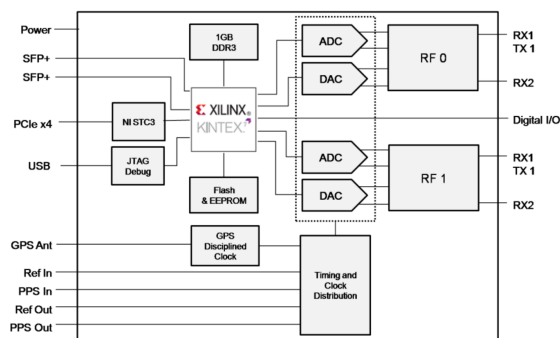 Power
SFP+
SFP+
PCIe x4
USB
GPS Ant
Ref In
PPS In
Ref Out
PPS Out
1GB
DDR3
NI STC3
JTAG
Debug
XILINX®
KINTEX.7
Flash
& EEPROM
GPS
Disciplined
Clock
ADC
DAC
RF 0
ADC
DAC
RF 1
Timing and
Clock
Distribution
RX1
TX 1
RX2
Digital I/O
RX1
TX 1
RX2